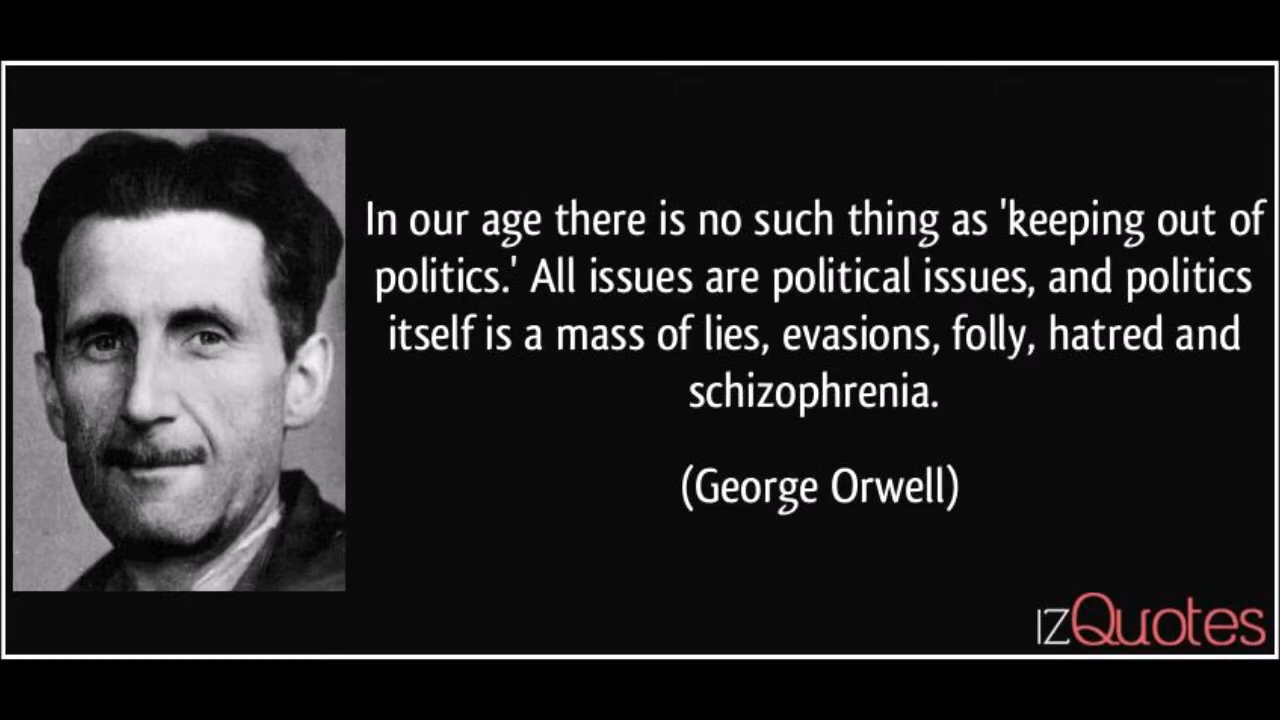 In our age there is no such thing as 'keeping out of
politics.' All issues are political issues, and politics
itself is a mass of lies, evasions, folly, hatred and
schizophrenia.
(George Orwell)
IZQuotes